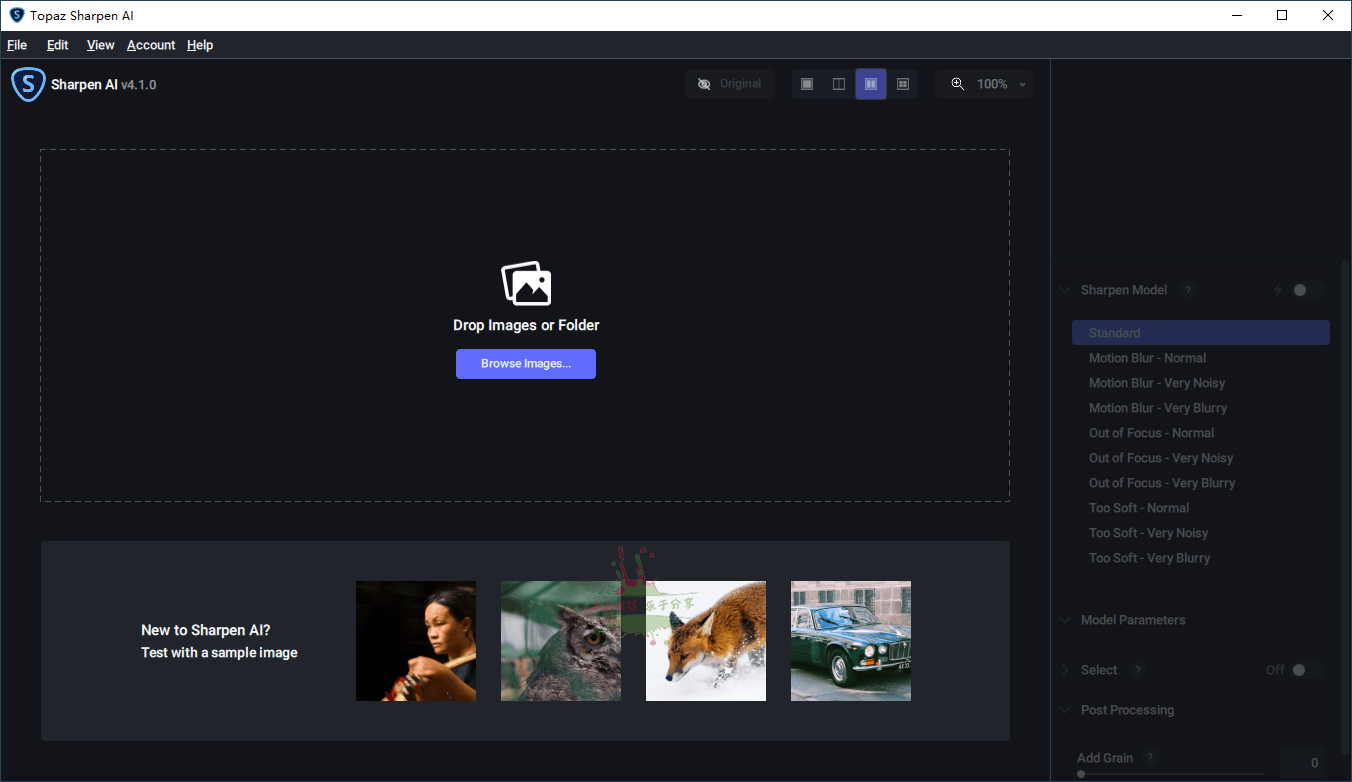 Topaz Sharpen AI
File Edit View Account Help
S Sharpen AI v4.1.0
Original
100%
Drop Images or Folder
Browse Images...
New to Sharpen AI?
Test with a sample image
乐于分享
Sharpen Model ?
Standard
Motion Blur - Normal
Motion Blur - Very Noisy
Motion Blur - Very Blurry
Out of Focus - Normal
Out of Focus - Very Noisy
Out of Focus - Very Blurry
Too Soft - Normal
Too Soft - Very Noisy
Too Soft - Very Blurry
Model Parameters
Select ? Off
Post Processing
Add Grain ? 0